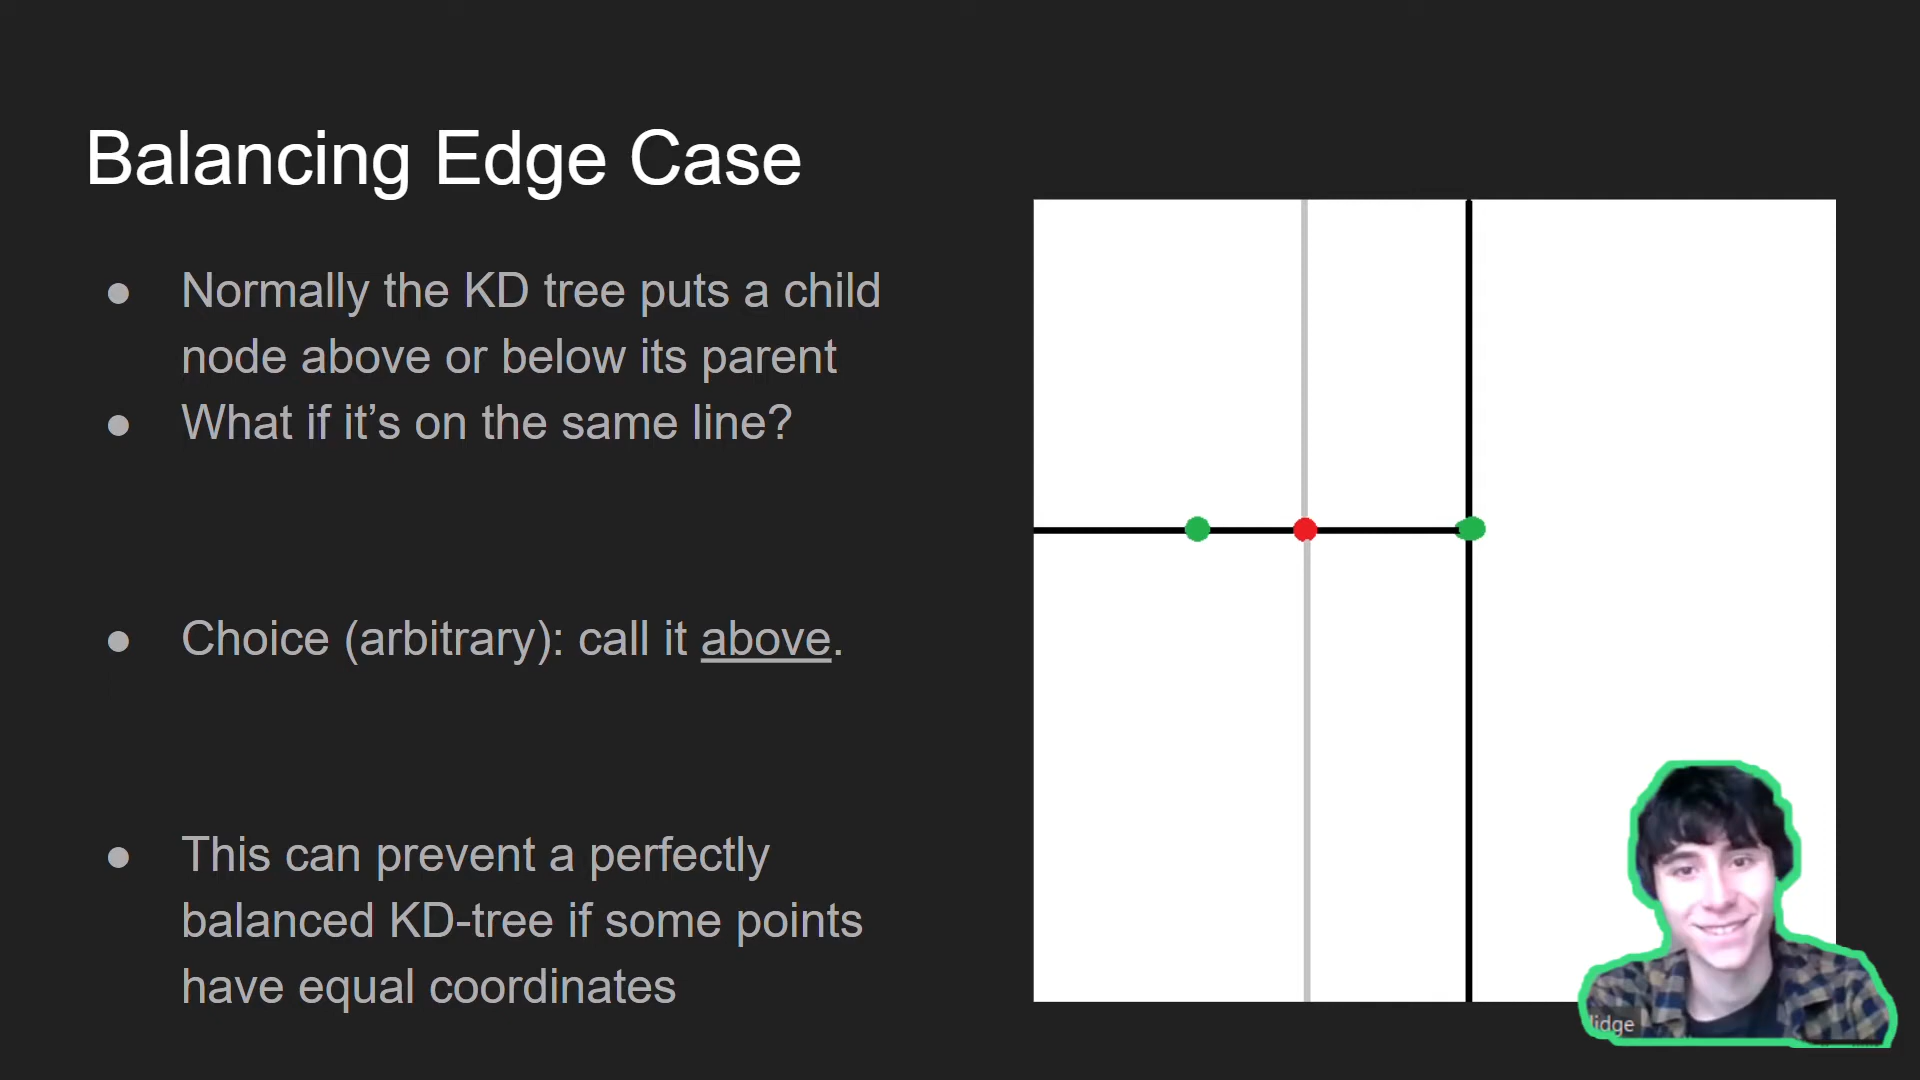 Balancing Edge Case
● Normally the KD tree puts a child
node above or below its parent
● What if it’s on the same line?
● Choice (arbitrary): call it above.
● This can prevent a perfectly
balanced KD-tree if some points
have equal coordinates